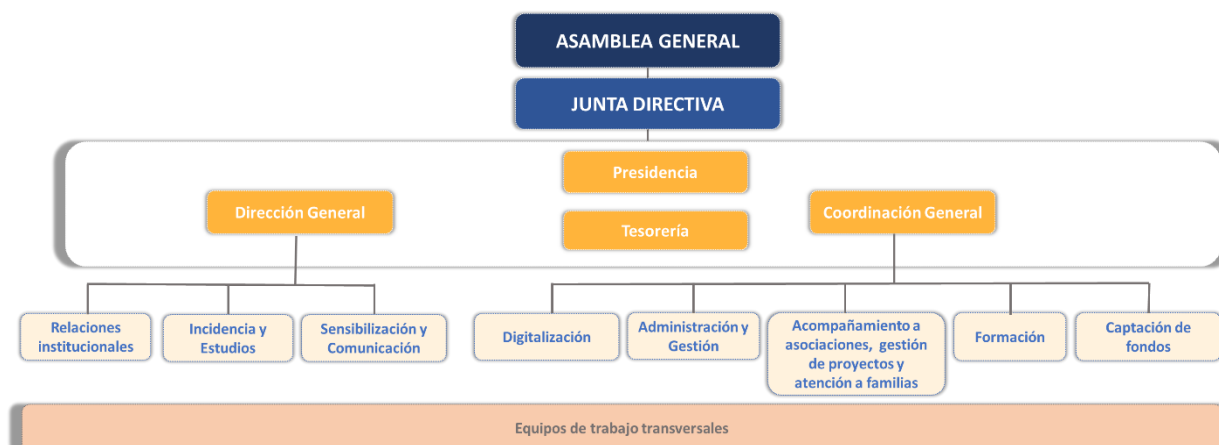 ASAMBLEA GENERAL
JUNTA DIRECTIVA
Presidencia
Dirección General
Coordinación General
Tesorería
Relaciones
institucionales
Incidencia y
Estudios
Sensibilización y
Comunicación
Digitalización
Administración y
Gestión
Acompañamiento a
asociaciones, gestión
de proyectos y
atención a familias
Formación
Captación de
fondos
Equipos de trabajo transversales